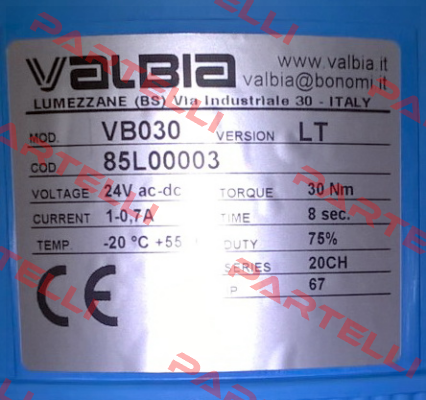 VALBIA www.valbia.it
valbia@bonomi.it
LUMEZZANE (BS) Via Industriale 30 - ITALY
MOD. VB030 VERSION LT
COD 85L00003
VOLTAGE 24V ac-dc TORQUE 30 Nm
CURRENT 1-0,7A TIME 8 sec.
TEMP. -20 °C +55 DUTY 75%
SERIES 20CH
CE P 67
PARTELLI
PARTELLI
PARTELLI
PARTELLI
PARTELLI